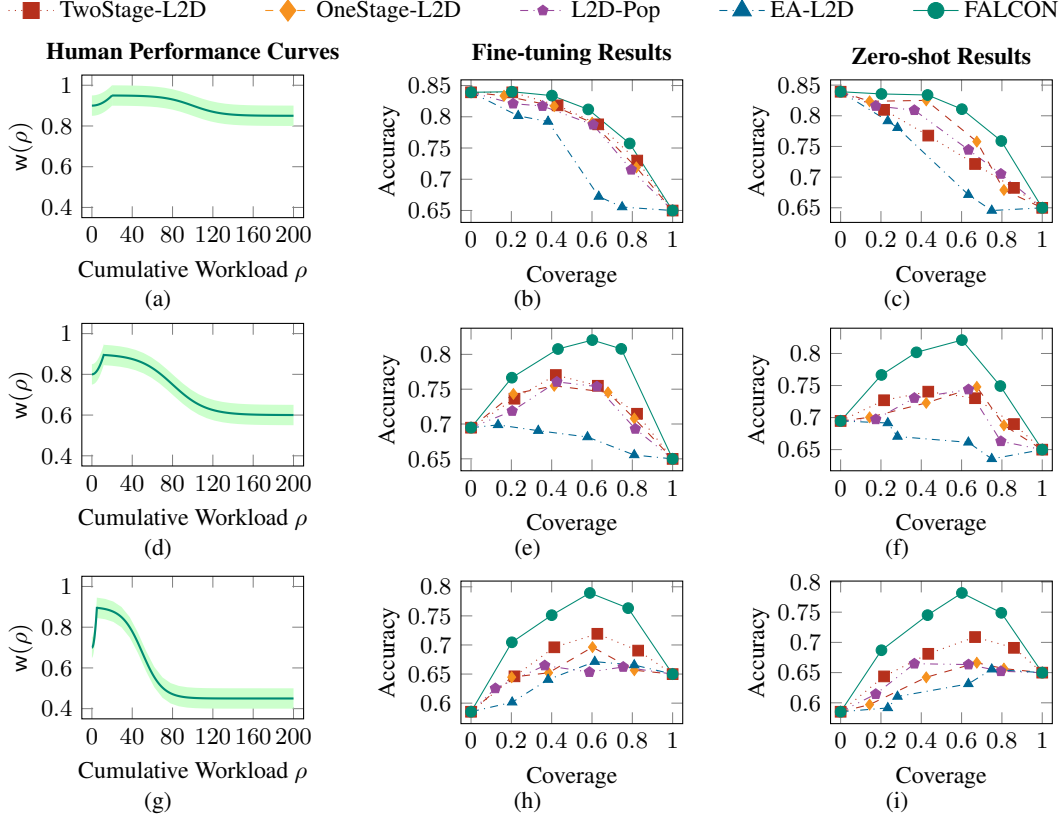 TwoStage-L2D OneStage-L2D L2D-Pop EA-L2D FALCON
Human Performance Curves Fine-tuning Results Zero-shot Results
1
0.8
0.6
0.4
w(ρ)
0 40 80 120 160 200
Cumulative Workload ρ
(a)
0.85
0.8
0.75
0.7
0.65
Accuracy
0 0.2 0.4 0.6 0.8 1
Coverage
(b)
0.85
0.8
0.75
0.7
0.65
Accuracy
0 0.2 0.4 0.6 0.8 1
Coverage
(c)
1
0.8
0.6
0.4
w(ρ)
0 40 80 120 160 200
Cumulative Workload ρ
(d)
0.8
0.75
0.7
0.65
Accuracy
0 0.2 0.4 0.6 0.8 1
Coverage
(e)
0.8
0.75
0.7
0.65
Accuracy
0 0.2 0.4 0.6 0.8 1
Coverage
(f)
1
0.8
0.6
0.4
w(ρ)
0 40 80 120 160 200
Cumulative Workload ρ
(g)
0.8
0.75
0.7
0.65
0.6
Accuracy
0 0.2 0.4 0.6 0.8 1
Coverage
(h)
0.8
0.75
0.7
0.65
0.6
Accuracy
0 0.2 0.4 0.6 0.8 1
Coverage
(i)